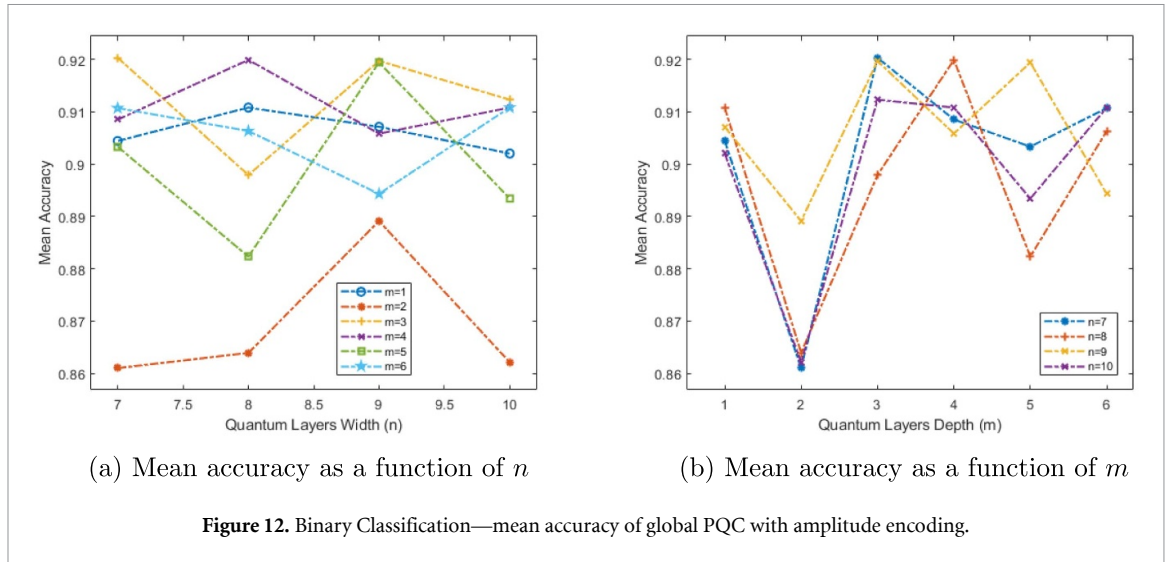 0.92
0.91
0.9
0.89
0.88
0.87
0.86
Mean Accuracy
m=1
m=2
m=3
m=4
m=5
m=6
7 7.5 8 8.5 9 9.5 10
Quantum Layers Width (n)
(a) Mean accuracy as a function of n
0.92
0.91
0.9
0.89
0.88
0.87
0.86
Mean Accuracy
n=7
n=8
n=9
n=10
1 2 3 4 5 6
Quantum Layers Depth (m)
(b) Mean accuracy as a function of m
Figure 12. Binary Classification—mean accuracy of global PQC with amplitude encoding.